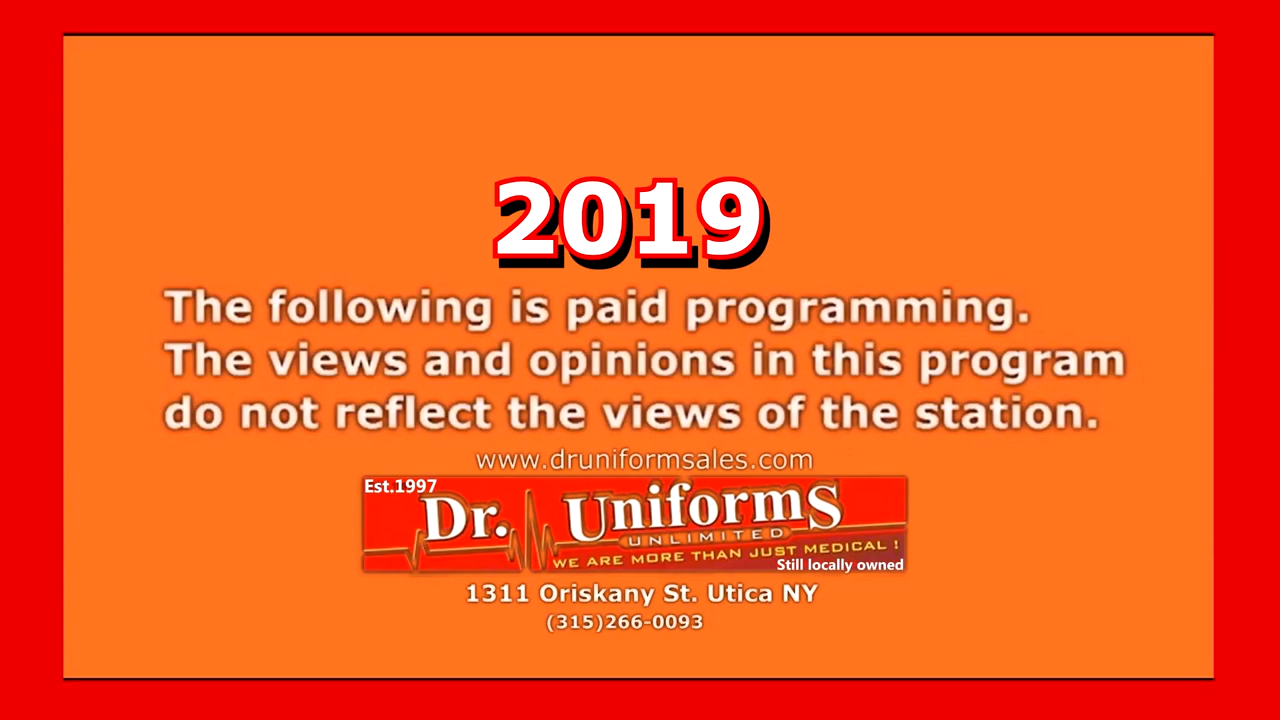 2019
The following is paid programming.
The views and opinions in this program
do not reflect the views of the station.
www.druniformsales.com
Est.1997
Dr. Uniforms
UNLIMITED
WE ARE MORE THAN JUST MEDICAL !
Still locally owned
1311 Oriskany St. Utica NY
(315)266-0093